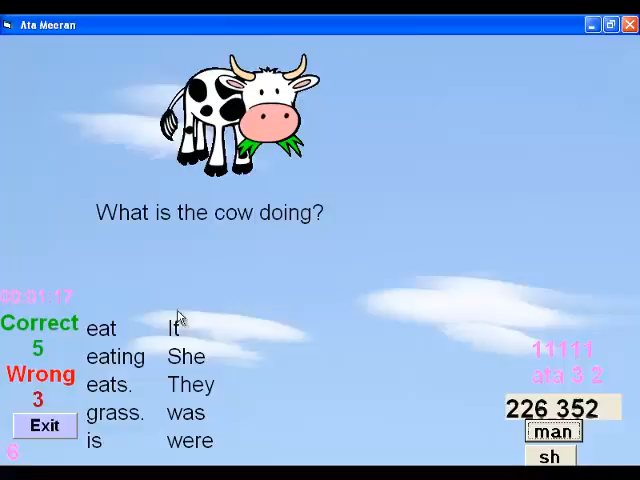 Ata Meeran
What is the cow doing?
00:01:17
Correct
5
Wrong
3
Exit
6
eat It
eating She
eats. They
grass. was
is were
11111
ata 3 2
226 352
man
sh